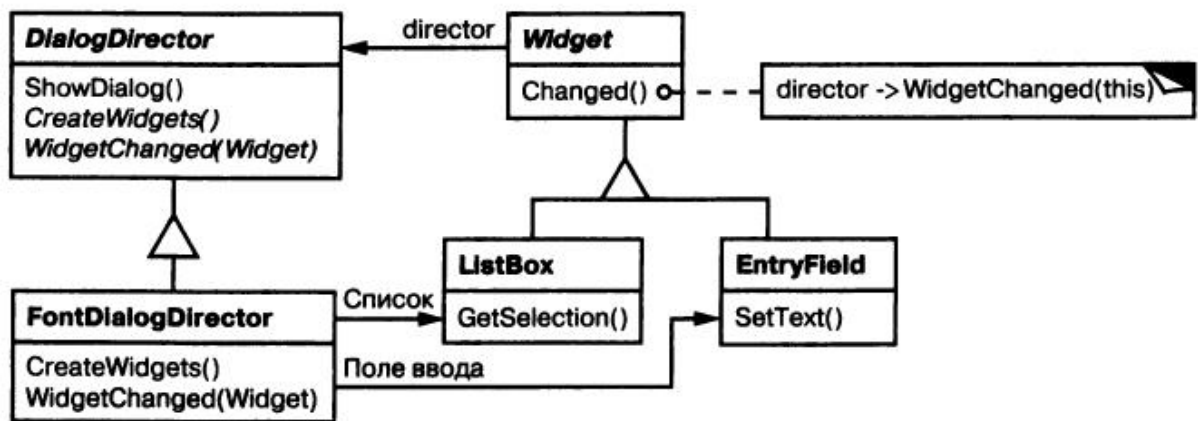 DialogDirector
ShowDialog()
CreateWidgets()
WidgetChanged(Widget)
director
Widget
Changed()
director -> WidgetChanged(this)
ListBox
GetSelection()
EntryField
SetText()
FontDialogDirector
CreateWidgets()
WidgetChanged(Widget)
Список
Поле ввода